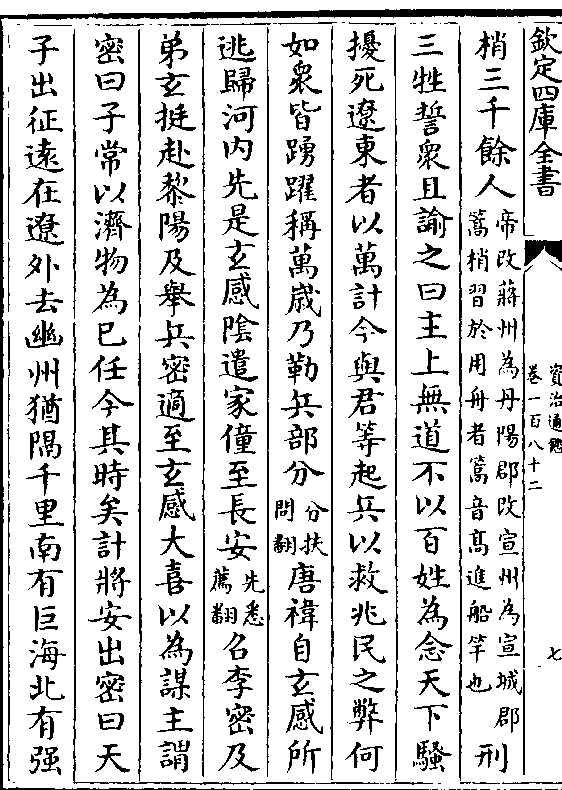 欽定四庫全書
資治通鑑
卷一百八十二
七
梢三千餘人帝改蔣州為丹陽郡改宣州為宣城郡
篙梢習於用舟者篙音髙進船竿也刑
三牲誓衆且諭之曰主上無道不以百姓為念天下騷
擾死遼東者以萬計今與君等起兵以救兆民之弊何
如衆皆踴躍稱萬歲乃勒兵部分分扶
問翻唐禕自玄感所
逃歸河内先是玄感隂遣家僮至長安先悉
薦翻召李密及
弟玄挺赴黎陽及舉兵密適至玄感大喜以為謀主謂
密曰子常以濟物為已任今其時矣計將安出密曰天
子出征遠在遼外去幽州猶隔千里南有巨海北有强